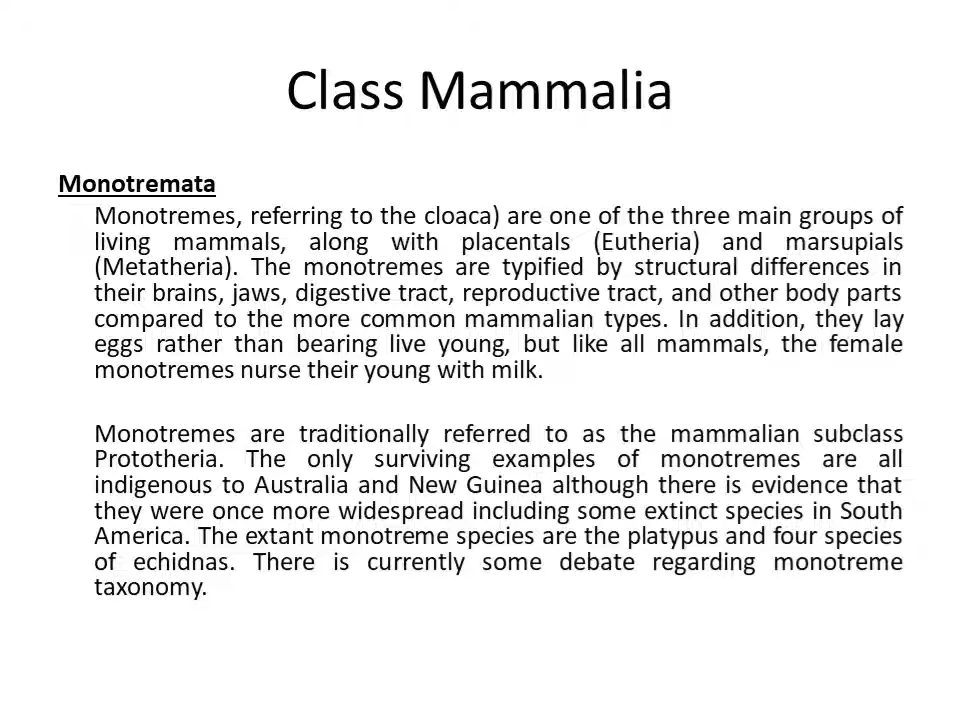 Class Mammalia
Monotremata
Monotremes, referring to the cloaca) are one of the three main groups of
living mammals, along with placentals (Eutheria) and marsupials
(Metatheria). The monotremes are typified by structural differences in
their brains, jaws, digestive tract, reproductive tract, and other body parts
compared to the more common mammalian types. In addition, they lay
eggs rather than bearing live young, but like all mammals, the female
monotremes nurse their young with milk.
Monotremes are traditionally referred to as the mammalian subclass
Prototheria. The only surviving examples of monotremes are all
indigenous to Australia and New Guinea although there is evidence that
they were once more widespread including some extinct species in South
America. The extant monotreme species are the platypus and four species
of echidnas. There is currently some debate regarding monotreme
taxonomy.